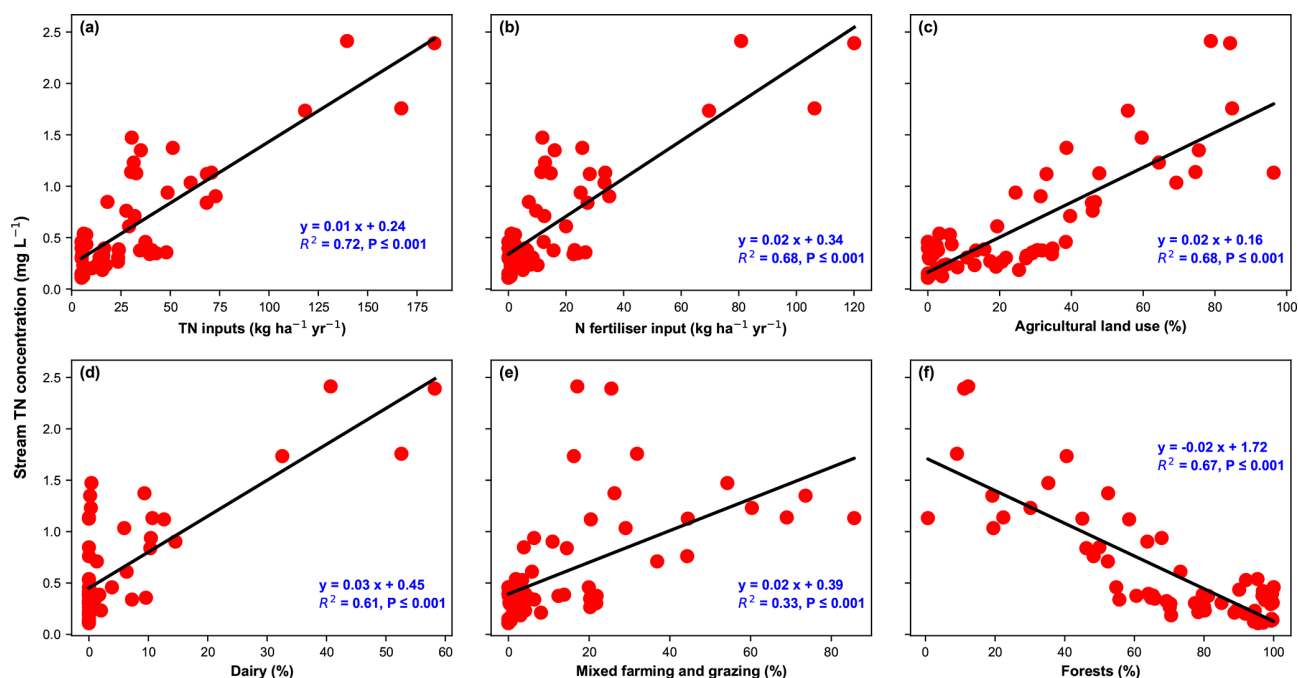 Stream TN concentration (mg L⁻¹)
(a)
2.5
2.0
1.5
1.0
0.5
0.0
y = 0.01 x + 0.24
R² = 0.72, P ≤ 0.001
0 25 50 75 100 125 150 175
TN inputs (kg ha⁻¹ yr⁻¹)
(b)
y = 0.02 x + 0.34
R² = 0.68, P ≤ 0.001
0 20 40 60 80 100 120
N fertiliser input (kg ha⁻¹ yr⁻¹)
(c)
y = 0.02 x + 0.16
R² = 0.68, P ≤ 0.001
0 20 40 60 80 100
Agricultural land use (%)
(d)
2.5
2.0
1.5
1.0
0.5
0.0
y = 0.03 x + 0.45
R² = 0.61, P ≤ 0.001
0 10 20 30 40 50 60
Dairy (%)
(e)
y = 0.02 x + 0.39
R² = 0.33, P ≤ 0.001
0 20 40 60 80
Mixed farming and grazing (%)
(f)
y = -0.02 x + 1.72
R² = 0.67, P ≤ 0.001
0 20 40 60 80 100
Forests (%)